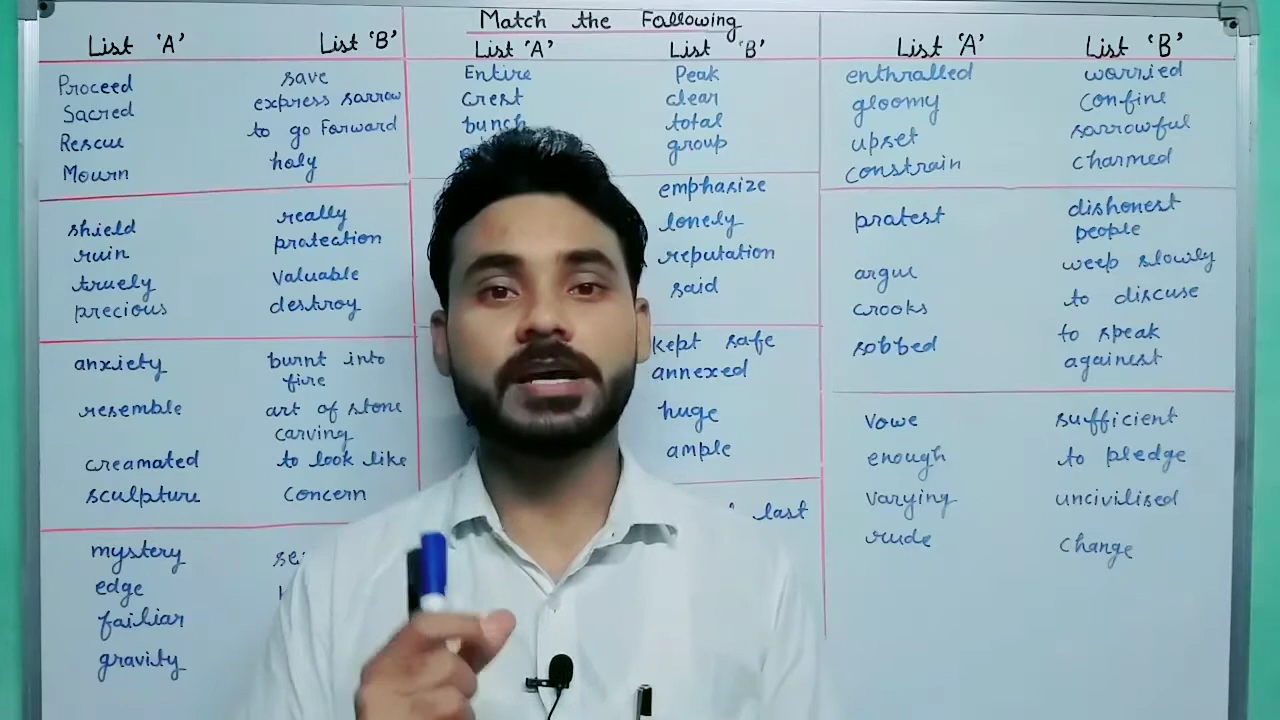 Match the Following
List 'A' List 'B'
Proceed save
Sacred express sorrow
Rescue to go Forward
Mourn holy
shield really
ruin protection
truely valuable
precious destroy
anxiety burnt into
fire
resemble art of stone
carving
creamated to look like
sculpture concern
mystery
edge
failiar
gravity
List 'A' List 'B'
Entire Peak
Crest clear
bunch total
group
emphasize
lonely
reputation
said
kept safe
annexed
huge
ample
last
List 'A' List 'B'
enthralled worried
gloomy confine
upset sorrowful
constrain charmed
protest dishonest
people
argue weep slowly
crooks to discuse
sobbed to speak
againest
vowe sufficient
enough to pledge
varying uncivilised
rude change